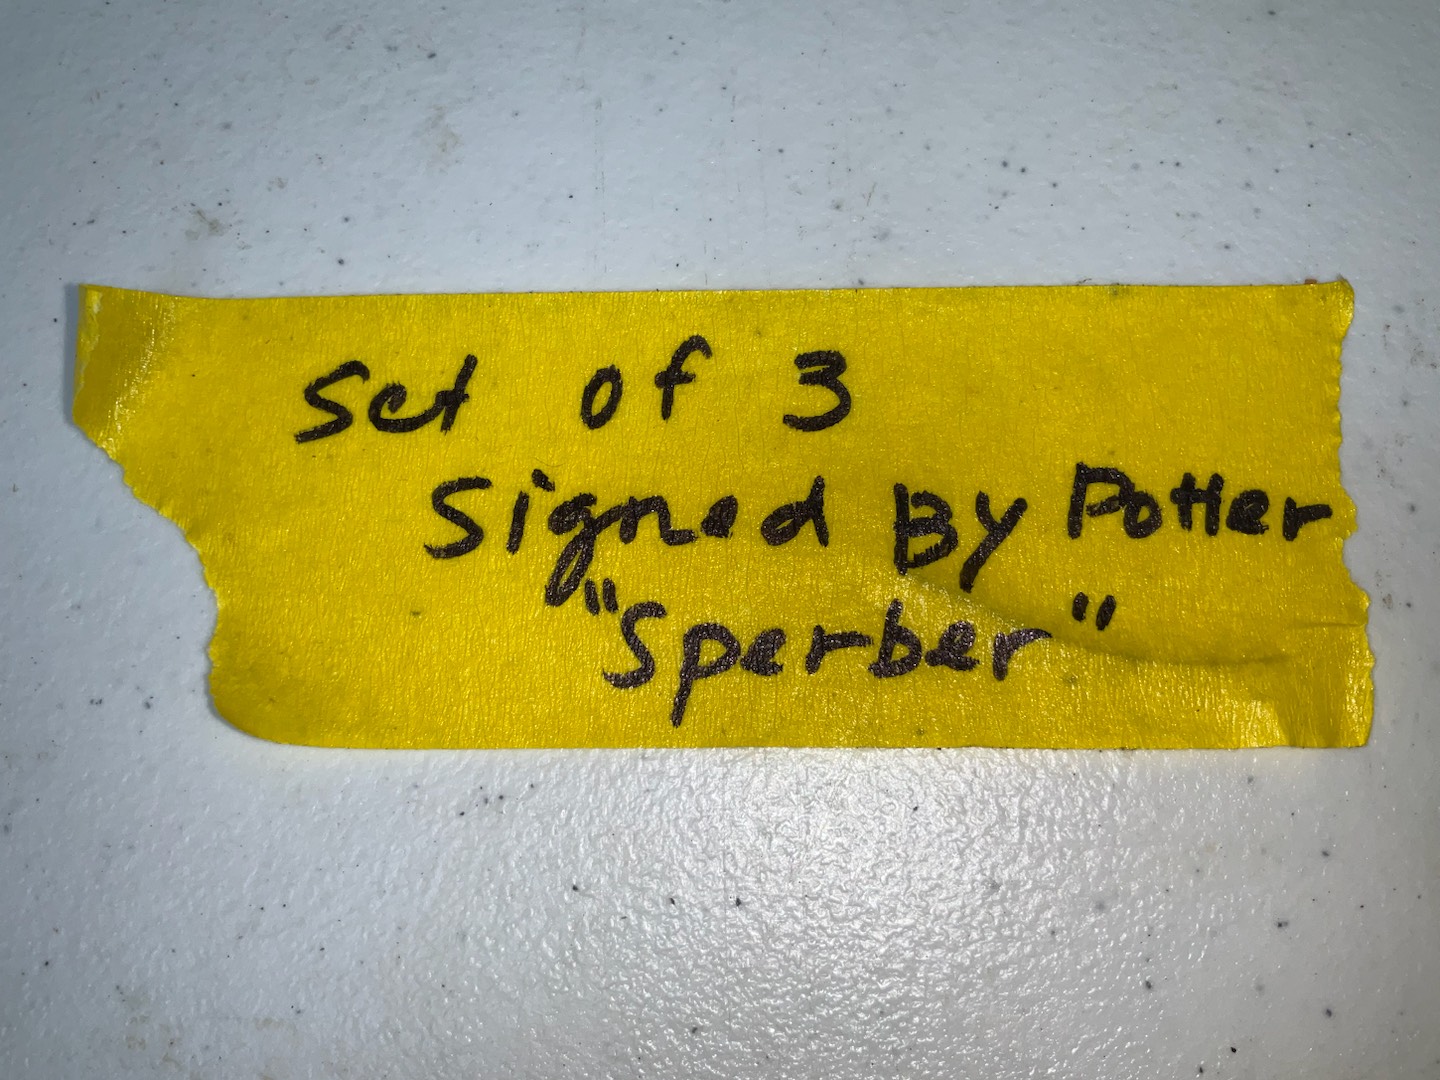 Set of 3
Signed By Potter
"Sperber"